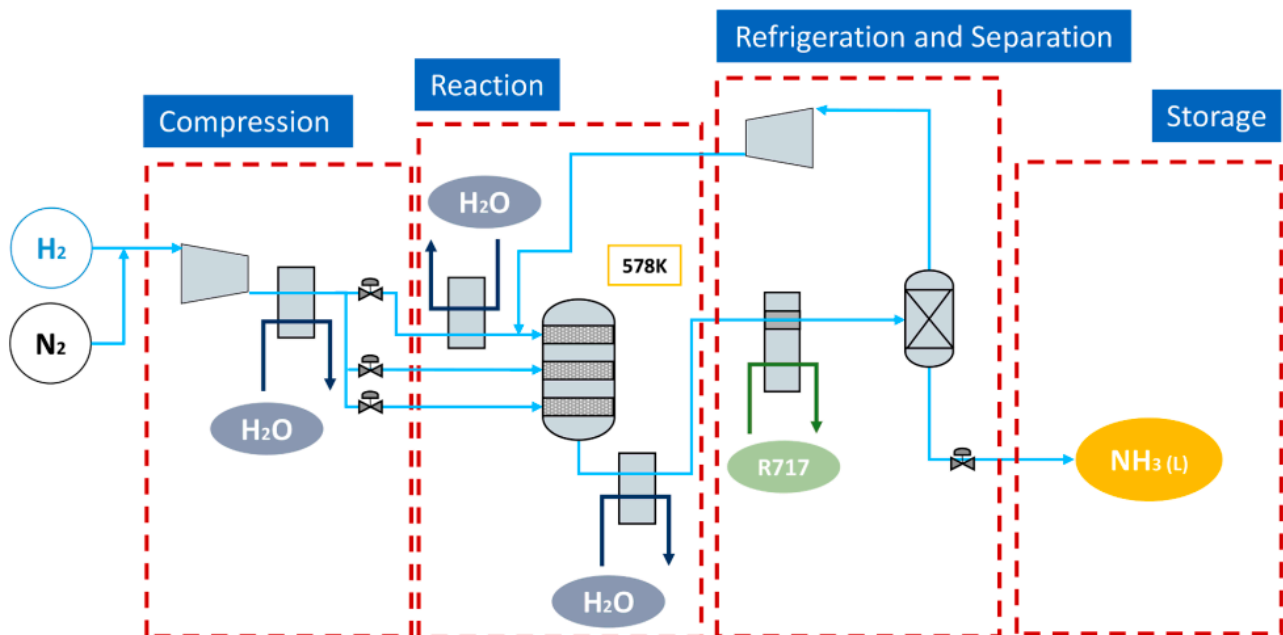 Refrigeration and Separation
Reaction
Compression
Storage
H₂O
H₂
578K
N₂
H₂O
R717
NH₃ (L)
H₂O